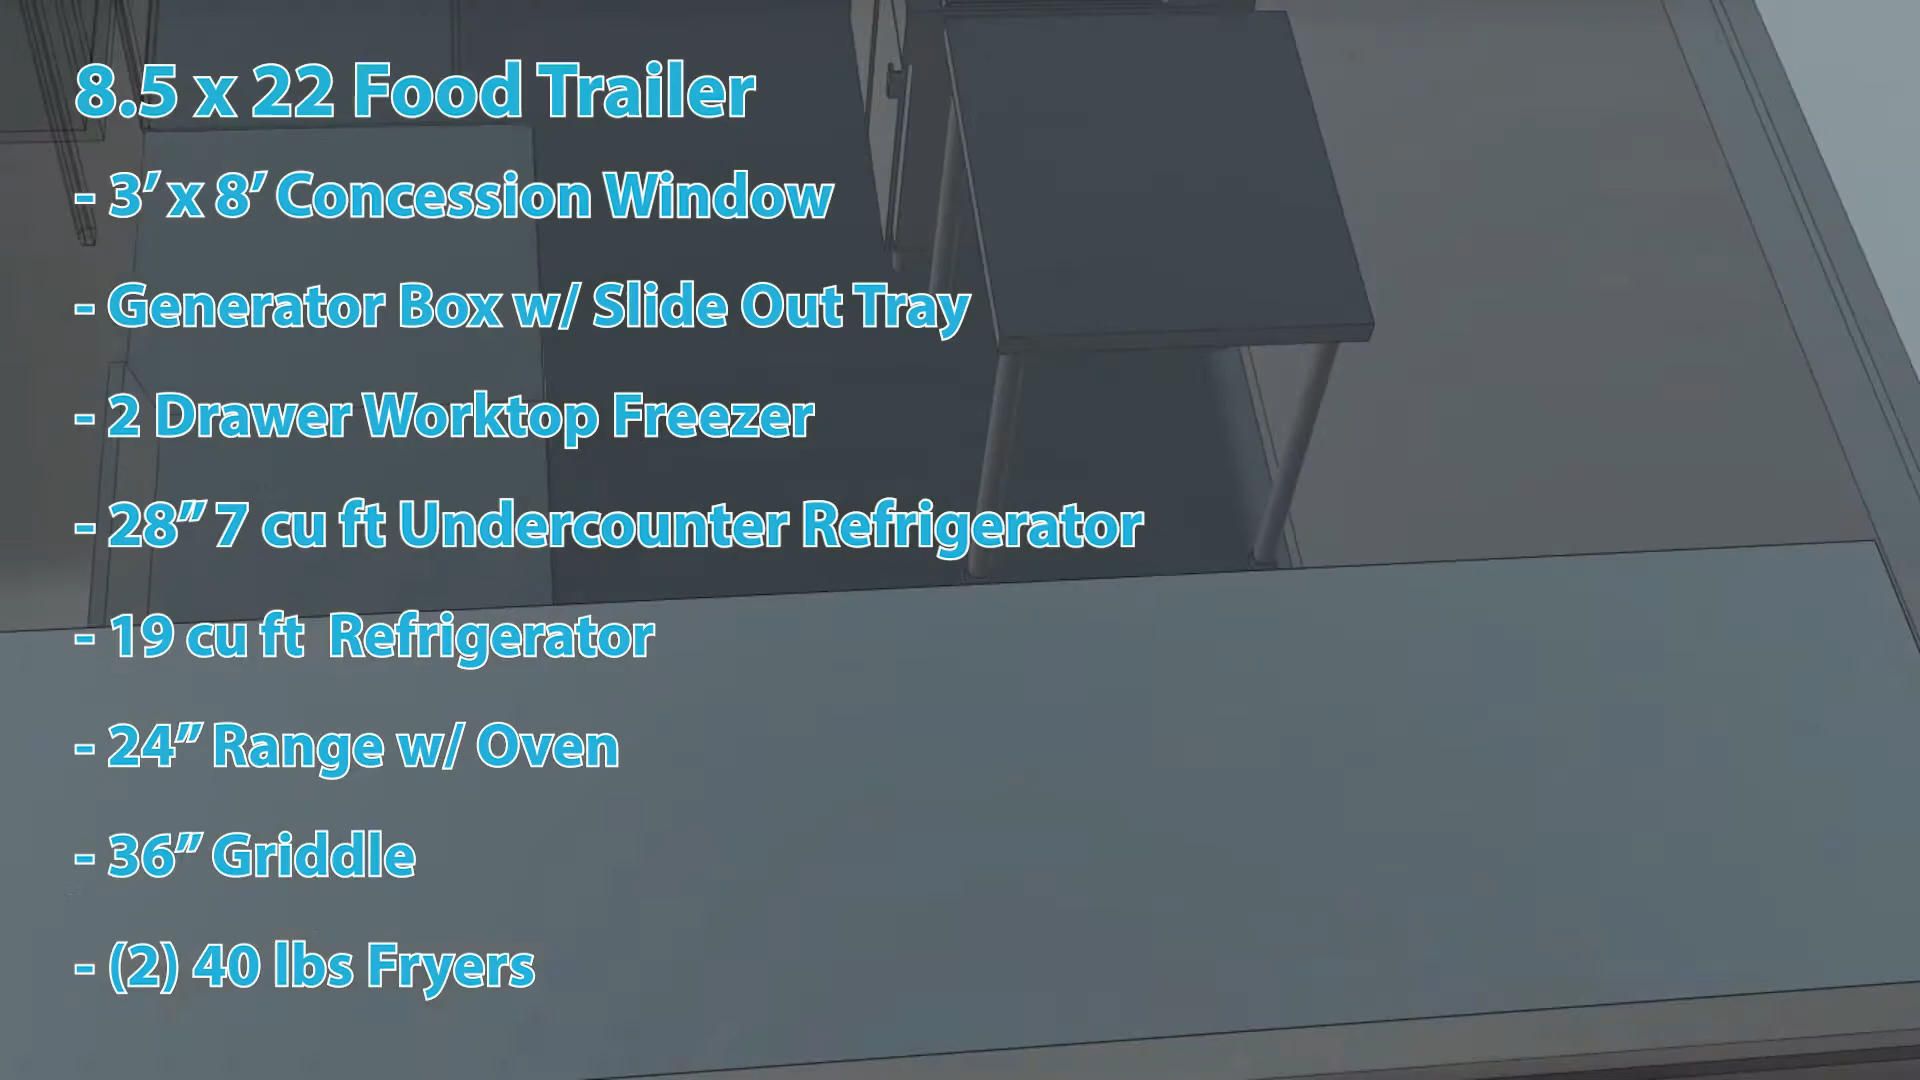 8.5 x 22 Food Trailer
- 3’ x 8’ Concession Window
- Generator Box w/ Slide Out Tray
- 2 Drawer Worktop Freezer
- 28” 7 cu ft Undercounter Refrigerator
- 19 cu ft  Refrigerator
- 24” Range w/ Oven
- 36” Griddle
- (2) 40 lbs Fryers